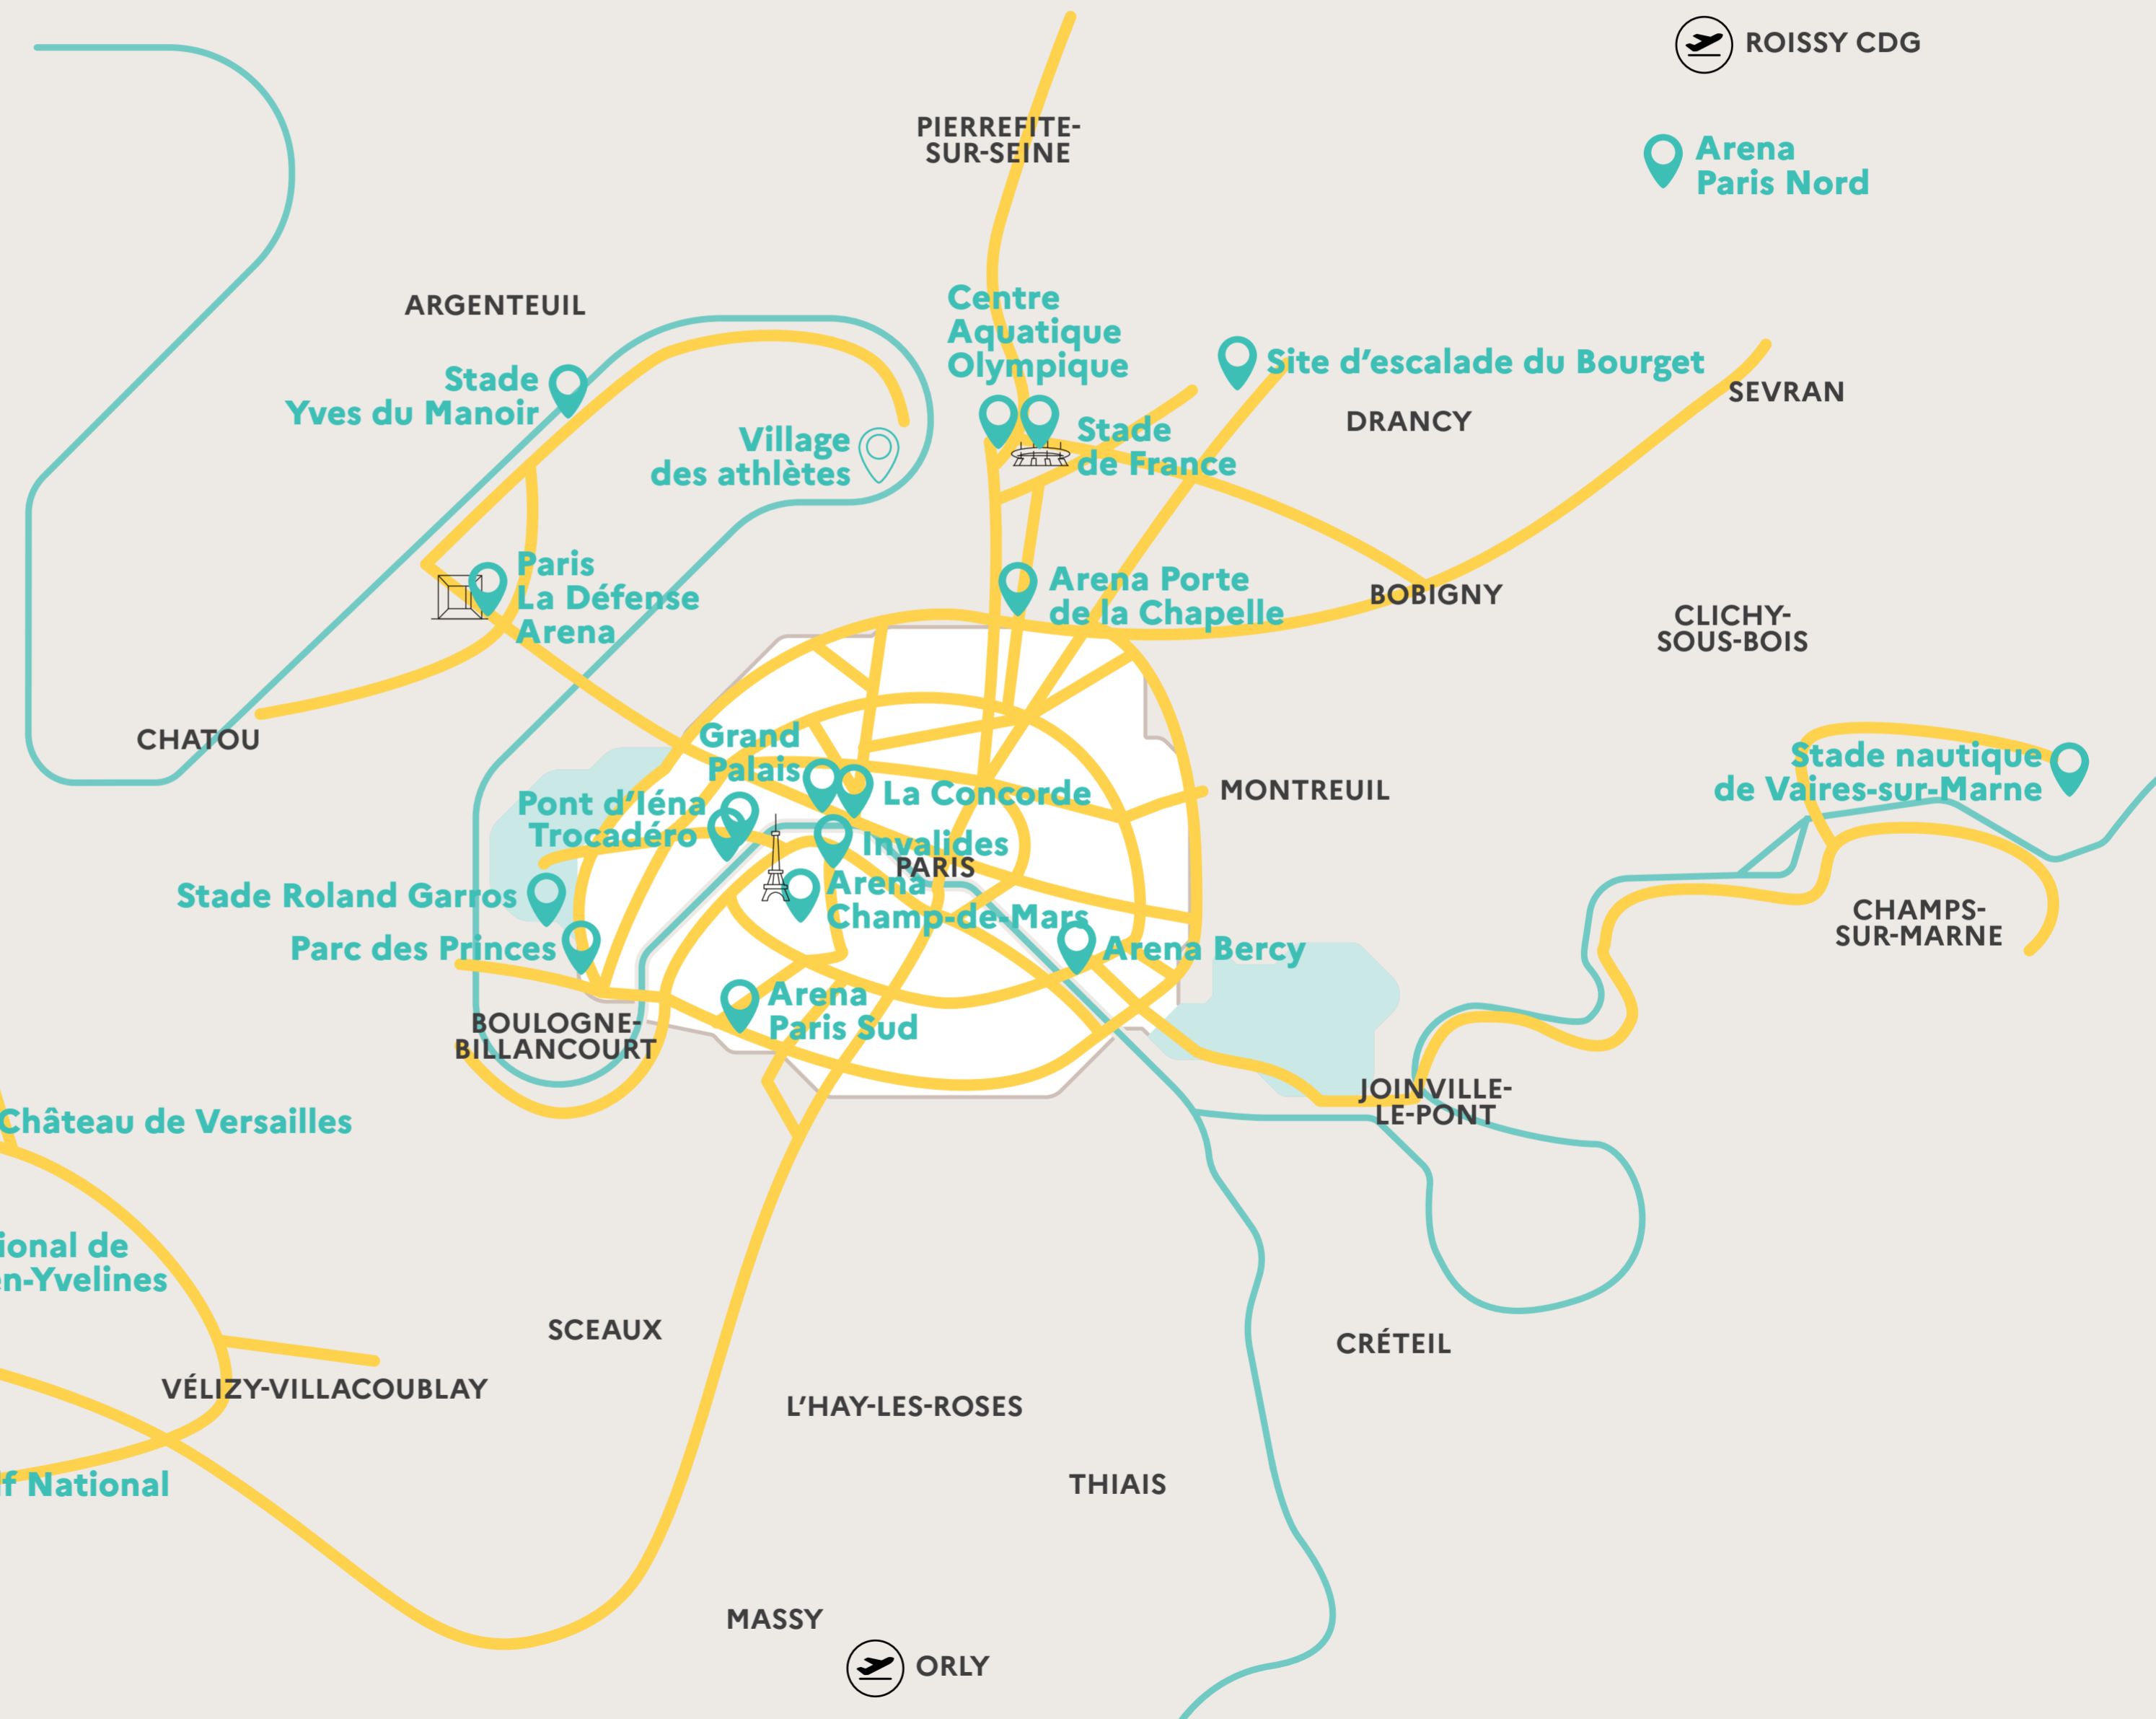 ROISSY CDG
PIERREFITE-
SUR-SEINE
Arena
Paris Nord
ARGENTEUIL
Centre
Aquatique
Olympique
Stade
Yves du Manoir
Site d’escalade du Bourget
SEVRAN
DRANCY
Village
des athlètes
Stade
de France
Paris
La Défense
Arena
Arena Porte
de la Chapelle
BOBIGNY
CLICHY-
SOUS-BOIS
CHATOU
Grand
Palais
La Concorde
MONTREUIL
Stade nautique
de Vaires-sur-Marne
Pont d’Iéna
Trocadéro
Invalides
PARIS
Stade Roland Garros
Arena
Champ-de-Mars
CHAMPS-
SUR-MARNE
Parc des Princes
Arena Bercy
Arena
Paris Sud
BOULOGNE-
BILLANCOURT
JOINVILLE-
LE-PONT
Château de Versailles
ional de
en-Yvelines
SCEAUX
CRÉTEIL
VÉLIZY-VILLACOUBLAY
L’HAY-LES-ROSES
THIAIS
lf National
MASSY
ORLY